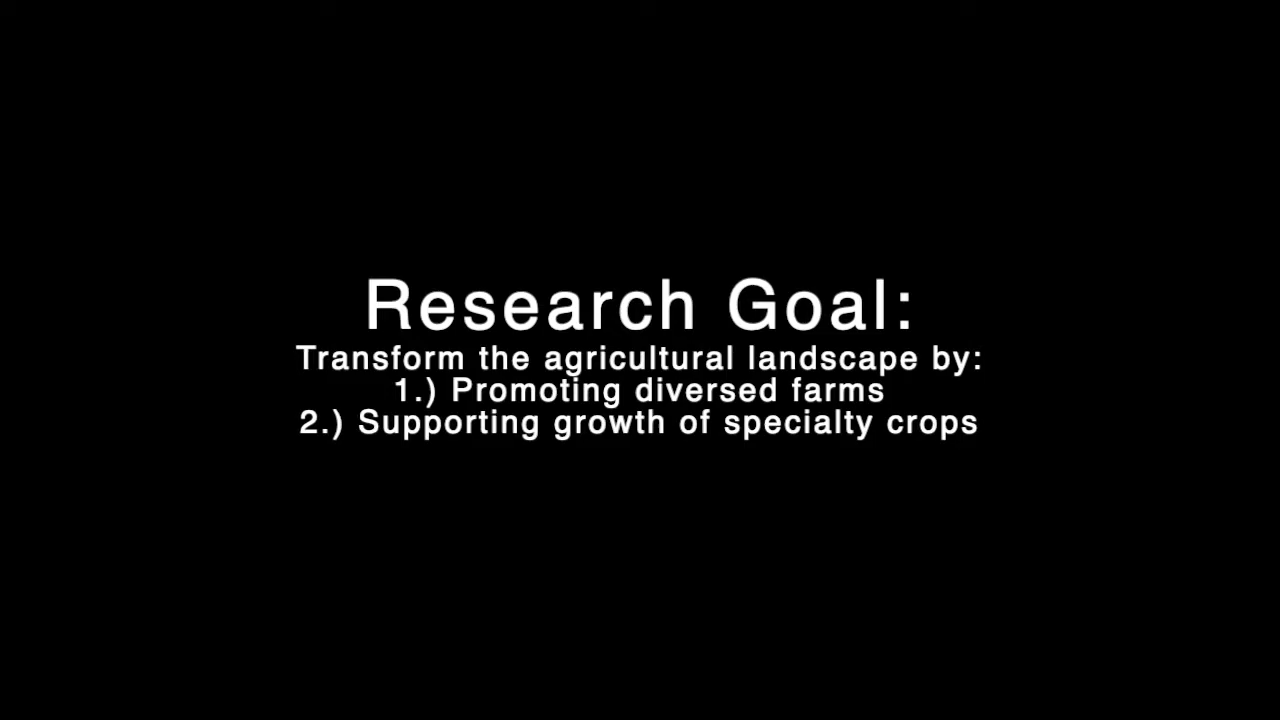 Research Goal:
Transform the agricultural landscape by:
1.) Promoting diversed farms
2.) Supporting growth of specialty crops